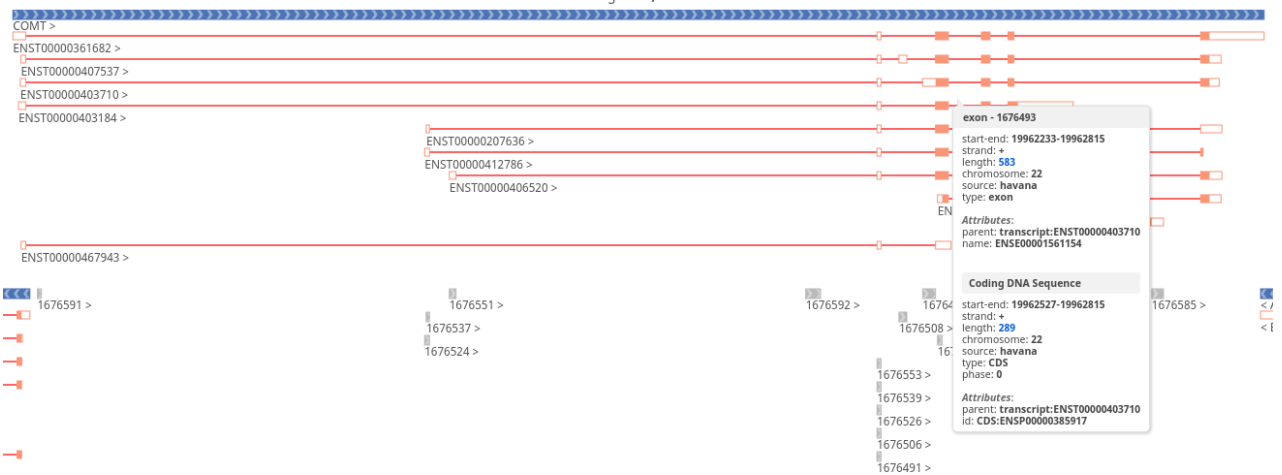 COMT >
ENST00000361682 >
ENST00000407537 >
ENST00000403710 >
ENST00000403184 >
ENST00000207636 >
ENST00000412786 >
ENST00000406520 >
EN
ENST00000467943 >
exon - 1676493
start-end: 19962233-19962815
strand: +
length: 583
chromosome: 22
source: havana
type: exon
Attributes:
parent: transcript:ENST00000403710
name: ENSE00001561154
Coding DNA Sequence
start-end: 19962527-19962815
strand: +
length: 289
chromosome: 22
source: havana
type: CDS
phase: 0
Attributes:
parent: transcript:ENST00000403710
id: CDS:ENSP00000385917
1676591 >
1676551 >
1676592 >
16764
1676585 >
< A
1676537 >
1676508 >
< E
1676524 >
167
1676553 >
1676539 >
1676526 >
1676506 >
1676491 >